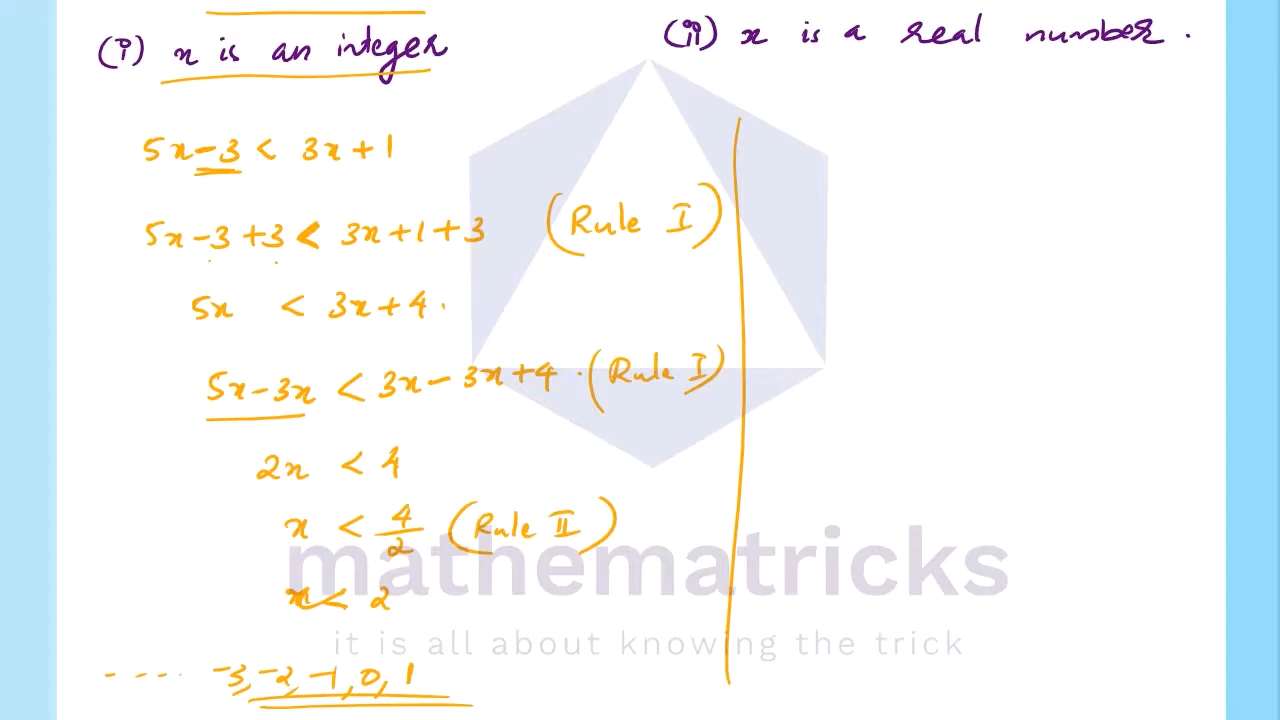 (i) x is an integer
(ii) x is a real number.
5x-3 < 3x+1
5x-3+3 < 3x+1+3 (Rule I)
5x < 3x+4.
5x-3x < 3x-3x+4. (Rule I)
2x < 4
x < 4/2 (Rule II)
x < 2
.... -3, -2, -1, 0, 1
mathematricks
it is all about knowing the trick